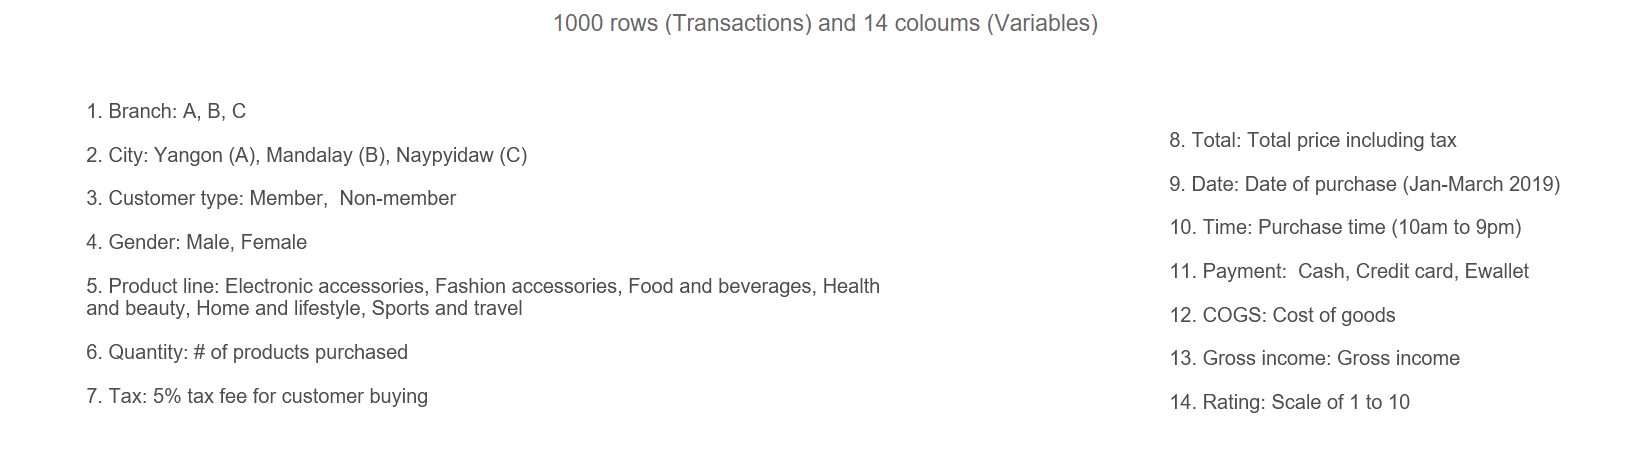 1000 rows (Transactions) and 14 coloums (Variables)
1. Branch: A, B, C
2. City: Yangon (A), Mandalay (B), Naypyidaw (C)
3. Customer type: Member,  Non-member
4. Gender: Male, Female
5. Product line: Electronic accessories, Fashion accessories, Food and beverages, Health
and beauty, Home and lifestyle, Sports and travel
6. Quantity: # of products purchased
7. Tax: 5% tax fee for customer buying
8. Total: Total price including tax
9. Date: Date of purchase (Jan-March 2019)
10. Time: Purchase time (10am to 9pm)
11. Payment:  Cash, Credit card, Ewallet
12. COGS: Cost of goods
13. Gross income: Gross income
14. Rating: Scale of 1 to 10